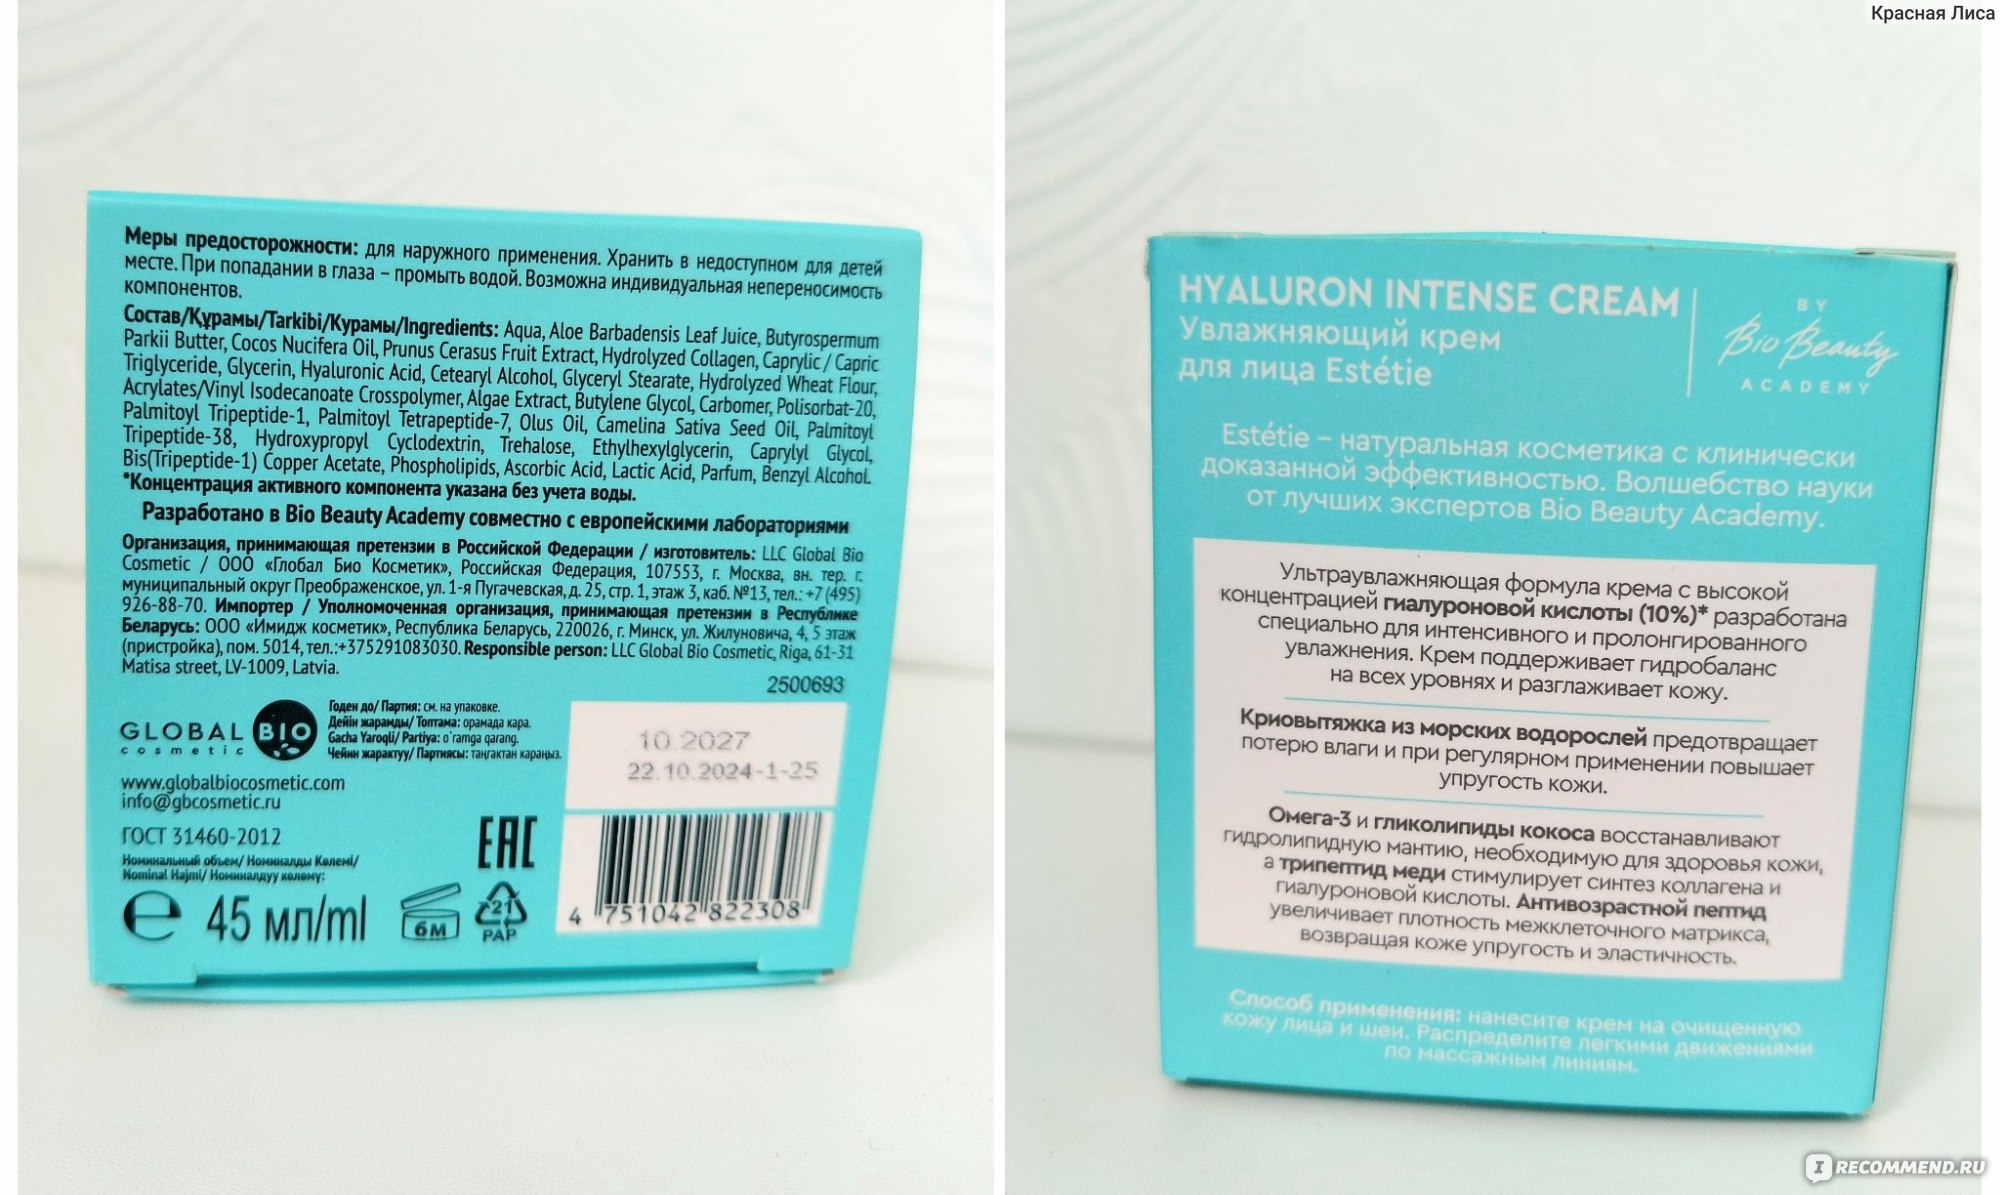 Красная Лиса
Меры предосторожности: для наружного применения. Хранить в недоступном для детей
месте. При попадании в глаза – промыть водой. Возможна индивидуальная непереносимость
компонентов.
Состав/Құрамы/Tarkibi/Курамы/Ingredients: Aqua, Aloe Barbadensis Leaf Juice, Butyrospermum
Parkii Butter, Cocos Nucifera Oil, Prunus Cerasus Fruit Extract, Hydrolyzed Collagen, Caprylic / Capric
Triglyceride, Glycerin, Hyaluronic Acid, Cetearyl Alcohol, Glyceryl Stearate, Hydrolyzed Wheat Flour,
Acrylates/Vinyl Isodecanoate Crosspolymer, Algae Extract, Butylene Glycol, Carbomer, Polisorbat-20,
Palmitoyl Tripeptide-1, Palmitoyl Tetrapeptide-7, Olus Oil, Camelina Sativa Seed Oil, Palmitoyl
Tripeptide-38, Hydroxypropyl Cyclodextrin, Trehalose, Ethylhexylglycerin, Caprylyl Glycol,
Bis(Tripeptide-1) Copper Acetate, Phospholipids, Ascorbic Acid, Lactic Acid, Parfum, Benzyl Alcohol.
*Концентрация активного компонента указана без учета воды.
Разработано в Bio Beauty Academy совместно с европейскими лабораториями
Организация, принимающая претензии в Российской Федерации / изготовитель: LLC Global Bio
Cosmetic / ООО «Глобал Био Косметик», Российская Федерация, 107553, г. Москва, вн. тер. г.
муниципальный округ Преображенское, ул. 1-я Пугачевская, д. 25, стр. 1, этаж 3, каб. №13, тел.: +7 (495)
926-88-70. Импортер / Уполномоченная организация, принимающая претензии в Республике
Беларусь: ООО «Имидж косметик», Республика Беларусь, 220026, г. Минск, ул. Жилуновича, 4, 5 этаж
(пристройка), пом. 5014, тел.:+375291083030. Responsible person: LLC Global Bio Cosmetic, Riga, 61-31
Matisa street, LV-1009, Latvia.
2500693
GLOBAL BIO
cosmetic
Годен до/ Партия: см. на упаковке.
Дейін жарамды/ Топтама: орамада қара.
Gacha Yaroqli/ Partiya: o`ramga qarang.
Чейин жарактуу/ Партиясы: таңгактан караңыз.
10.2027
22.10.2024-1-25
www.globalbiocosmetic.com
info@gbcosmetic.ru
ГОСТ 31460-2012
EAC
Номинальный объем/ Номиналды Көлемі/
Nominal Hajmi/ Номиналдуу көлөмү:
℮ 45 мл/ml
6М
21
PAP
4 751042 822308
HYALURON INTENSE CREAM
Увлажняющий крем
для лица Estétie
BY
Bio Beauty
ACADEMY
Estétie – натуральная косметика с клинически
доказанной эффективностью. Волшебство науки
от лучших экспертов Bio Beauty Academy.
Ультраувлажняющая формула крема с высокой
концентрацией гиалуроновой кислоты (10%)* разработана
специально для интенсивного и пролонгированного
увлажнения. Крем поддерживает гидробаланс
на всех уровнях и разглаживает кожу.
Криовытяжка из морских водорослей предотвращает
потерю влаги и при регулярном применении повышает
упругость кожи.
Омега-3 и гликолипиды кокоса восстанавливают
гидролипидную мантию, необходимую для здоровья кожи,
а трипептид меди стимулирует синтез коллагена и
гиалуроновой кислоты. Антивозрастной пептид
увеличивает плотность межклеточного матрикса,
возвращая коже упругость и эластичность.
Способ применения: нанесите крем на очищенную
кожу лица и шеи. Распределите легкими движениями
по массажным линиям.
IRECOMMEND.RU